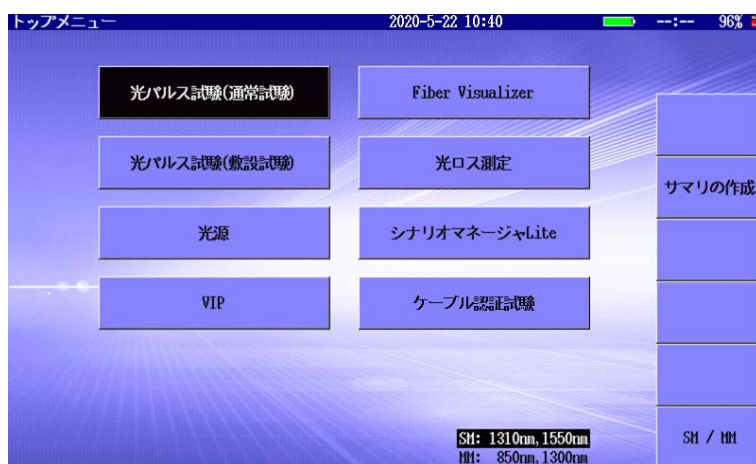 トップメニュー 2020-5-22 10:40 --:-- 96%
光パルス試験(通常試験) Fiber Visualizer
光パルス試験(敷設試験) 光ロス測定
サマリの作成
光源 シナリオマネージャLite
VIP ケーブル認証試験
SM: 1310nm,1550nm
MM: 850nm,1300nm
SM / MM